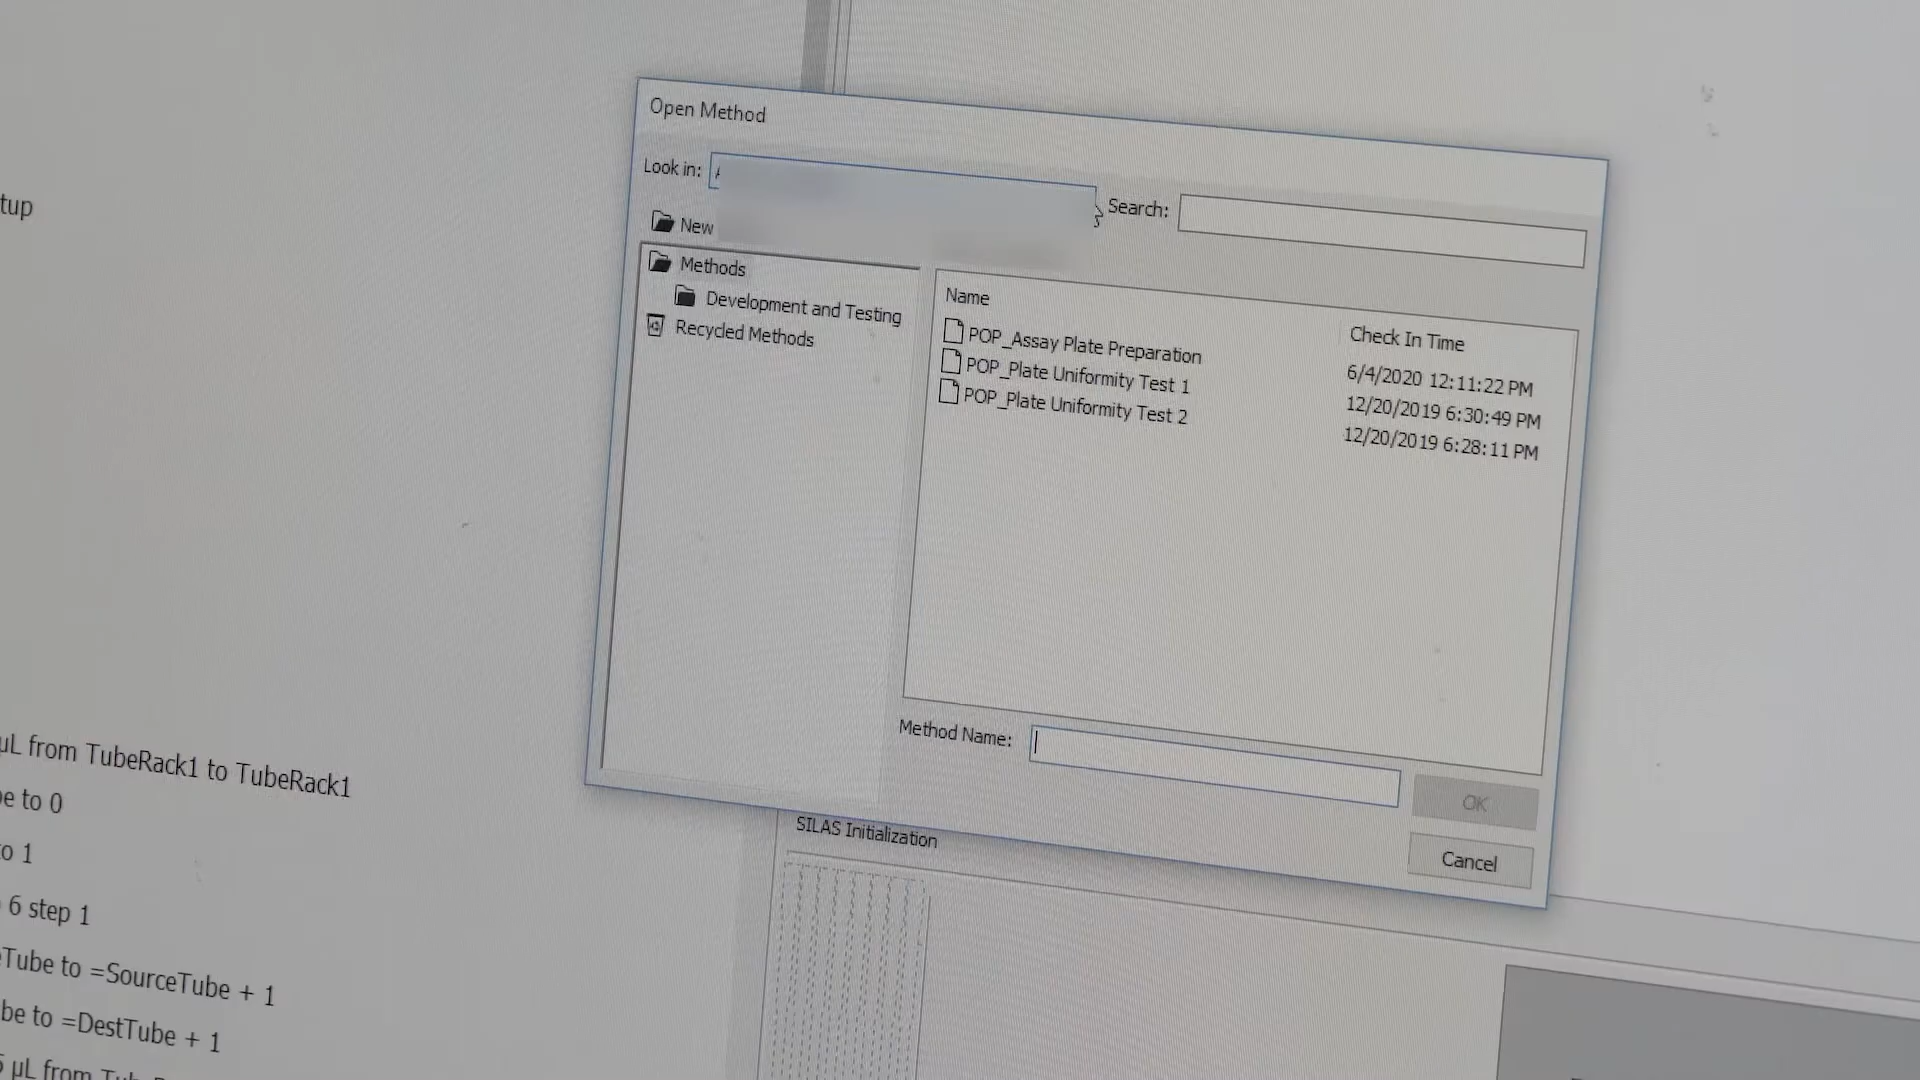 Open Method
Look in:
Search:
New
Methods
Development and Testing
Recycled Methods
Name
Check In Time
POP_Assay Plate Preparation
6/4/2020 12:11:22 PM
POP_Plate Uniformity Test 1
12/20/2019 6:30:49 PM
POP_Plate Uniformity Test 2
12/20/2019 6:28:11 PM
Method Name:
OK
Cancel
SILAS Initialization
tup
µL from TubeRack1 to TubeRack1
e to 0
o 1
6 step 1
Tube to =SourceTube + 1
be to =DestTube + 1
µL from